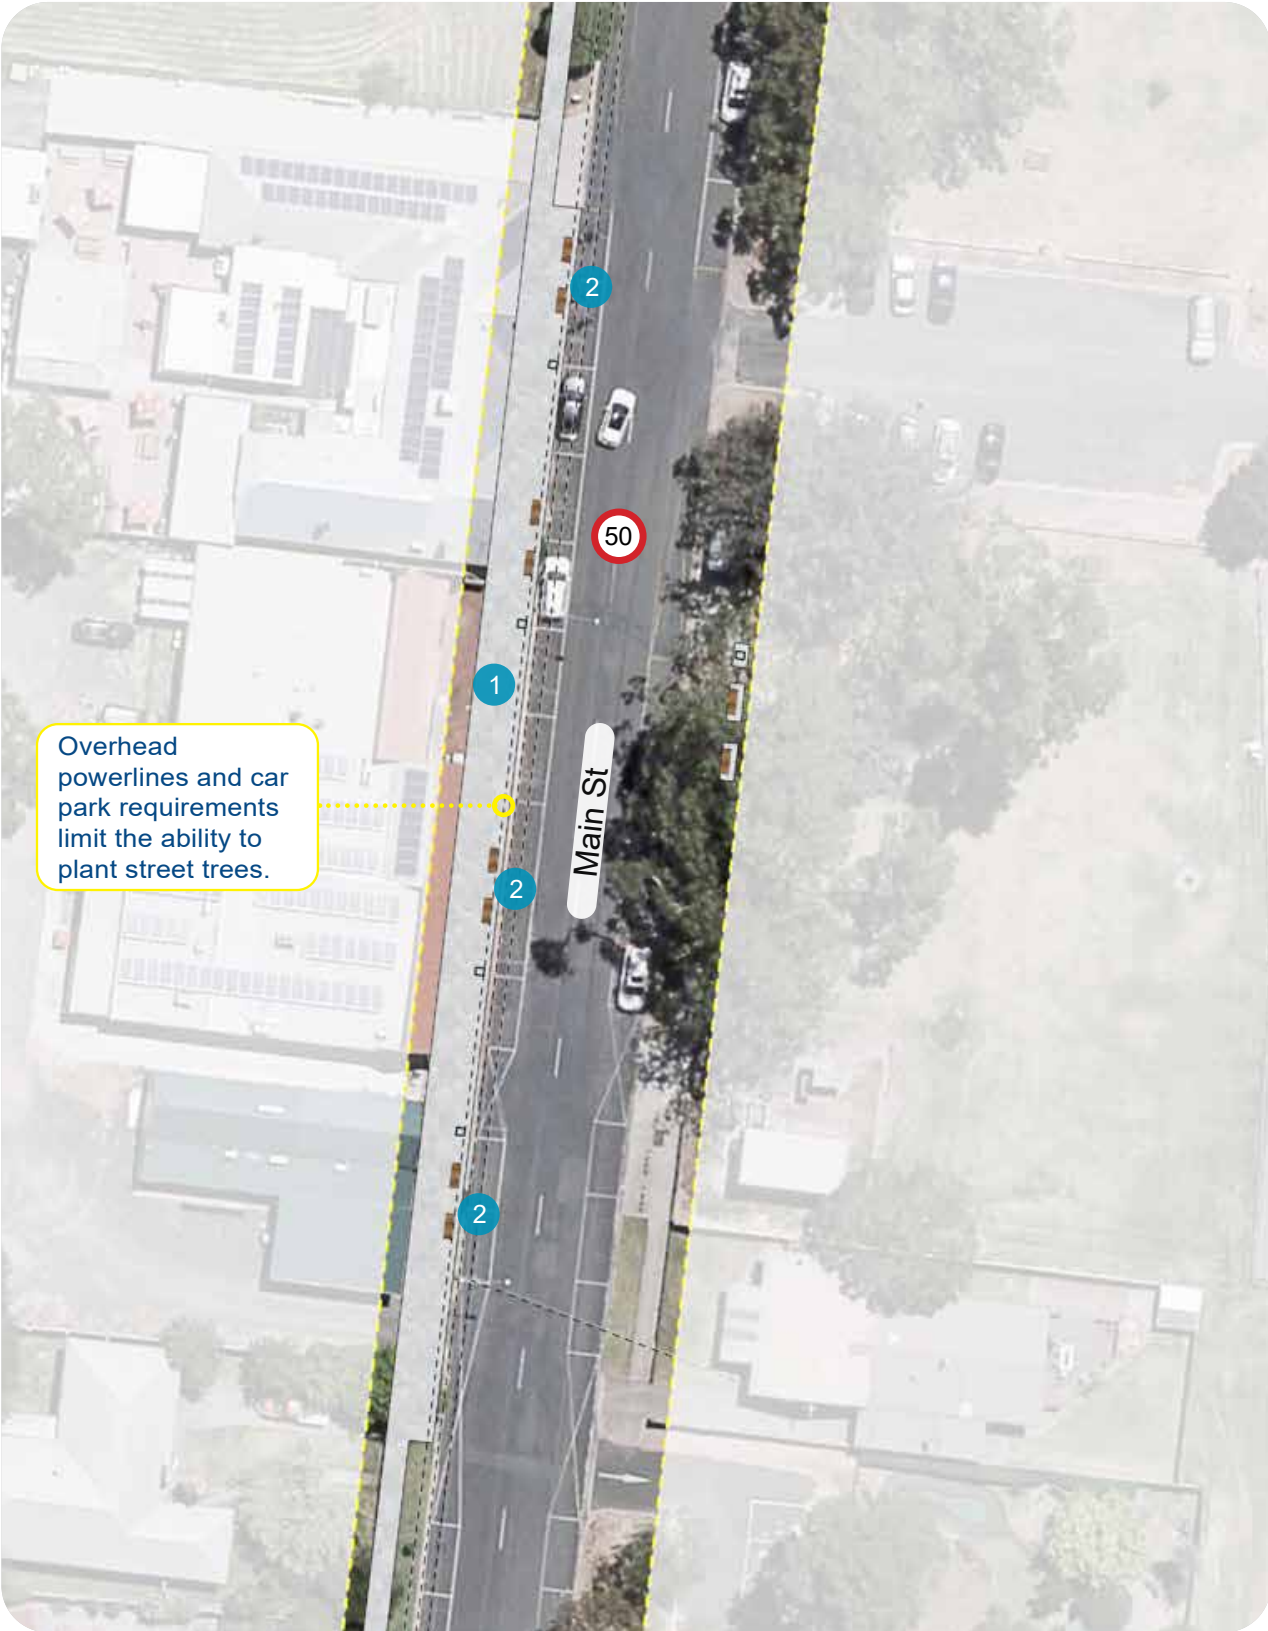 2
50
1
Overhead
powerlines and car
park requirements
limit the ability to
plant street trees.
Main St
2
2